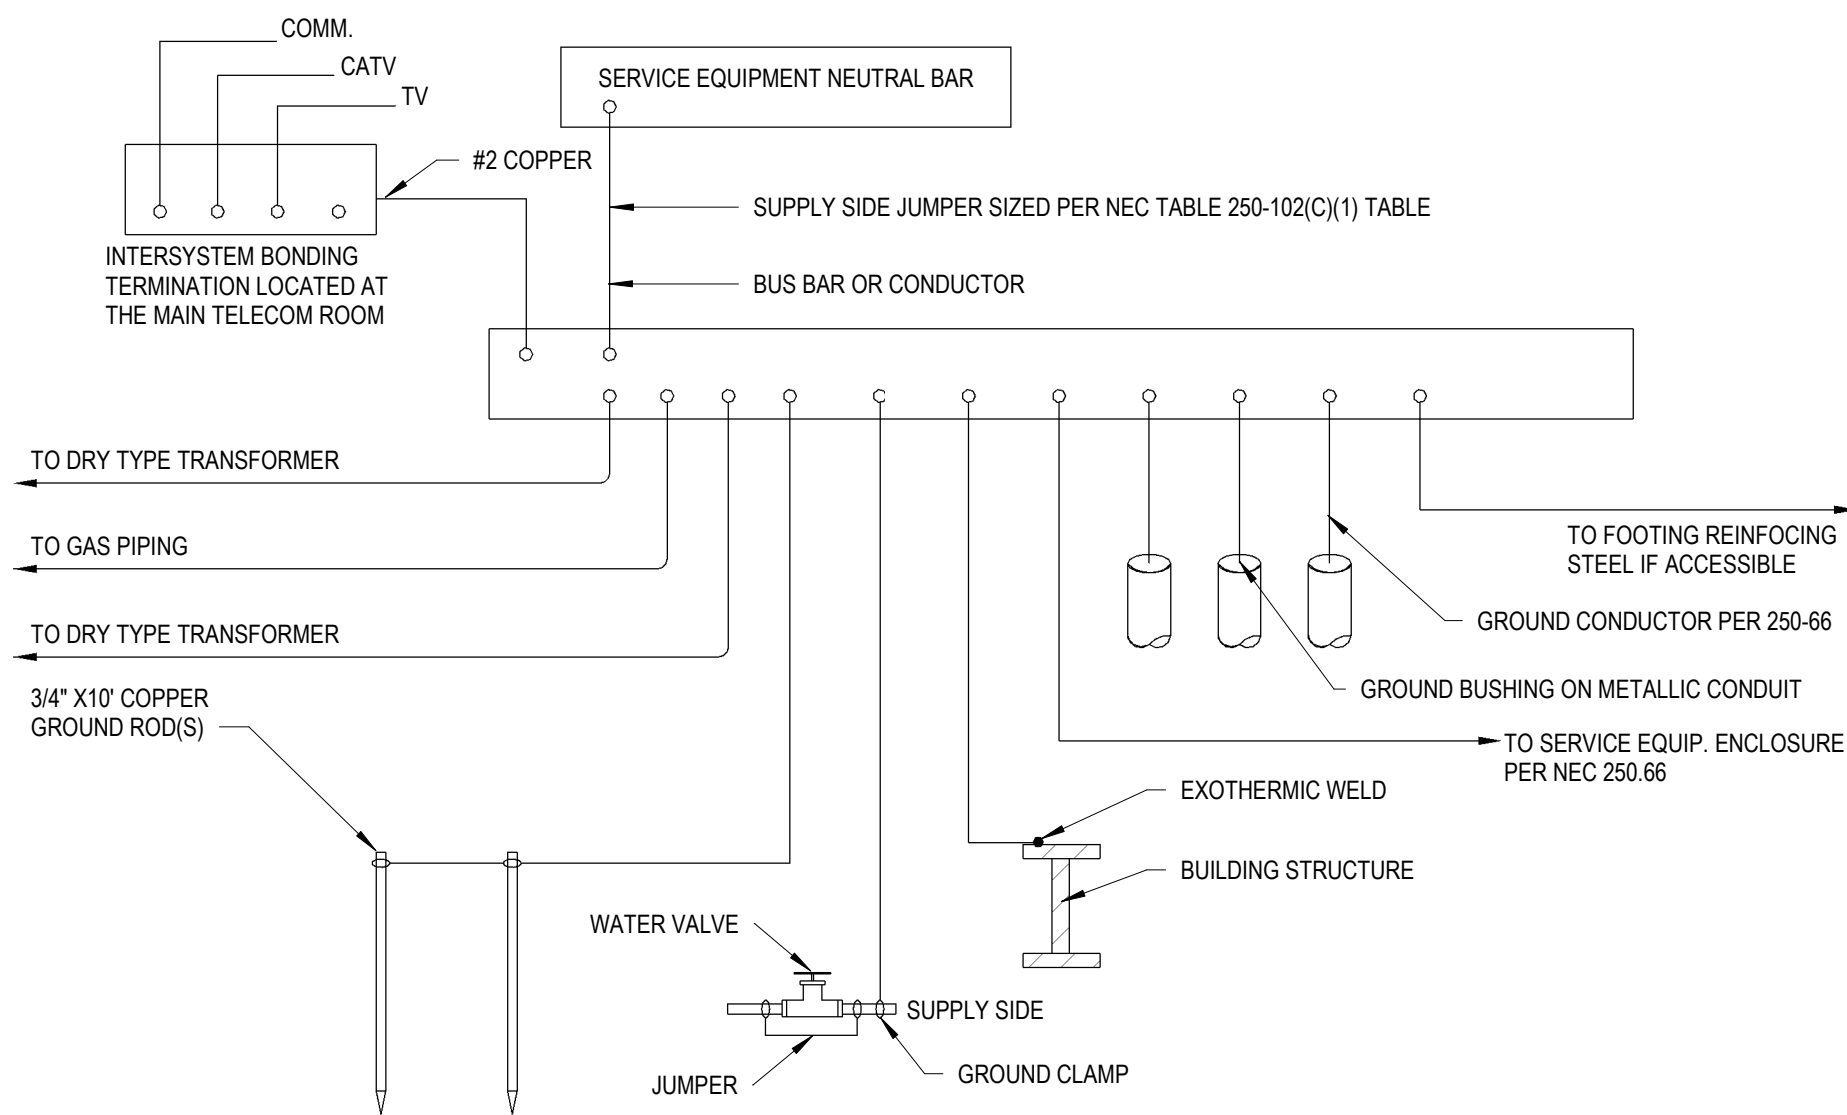 COMM.
CATV
TV
SERVICE EQUIPMENT NEUTRAL BAR
#2 COPPER
SUPPLY SIDE JUMPER SIZED PER NEC TABLE 250-102(C)(1) TABLE
INTERSYSTEM BONDING
TERMINATION LOCATED AT
THE MAIN TELECOM ROOM
BUS BAR OR CONDUCTOR
TO DRY TYPE TRANSFORMER
TO GAS PIPING
TO DRY TYPE TRANSFORMER
TO FOOTING REINFOCING
STEEL IF ACCESSIBLE
GROUND CONDUCTOR PER 250-66
GROUND BUSHING ON METALLIC CONDUIT
3/4" X10' COPPER
GROUND ROD(S)
TO SERVICE EQUIP. ENCLOSURE
PER NEC 250.66
EXOTHERMIC WELD
BUILDING STRUCTURE
WATER VALVE
SUPPLY SIDE
JUMPER
GROUND CLAMP